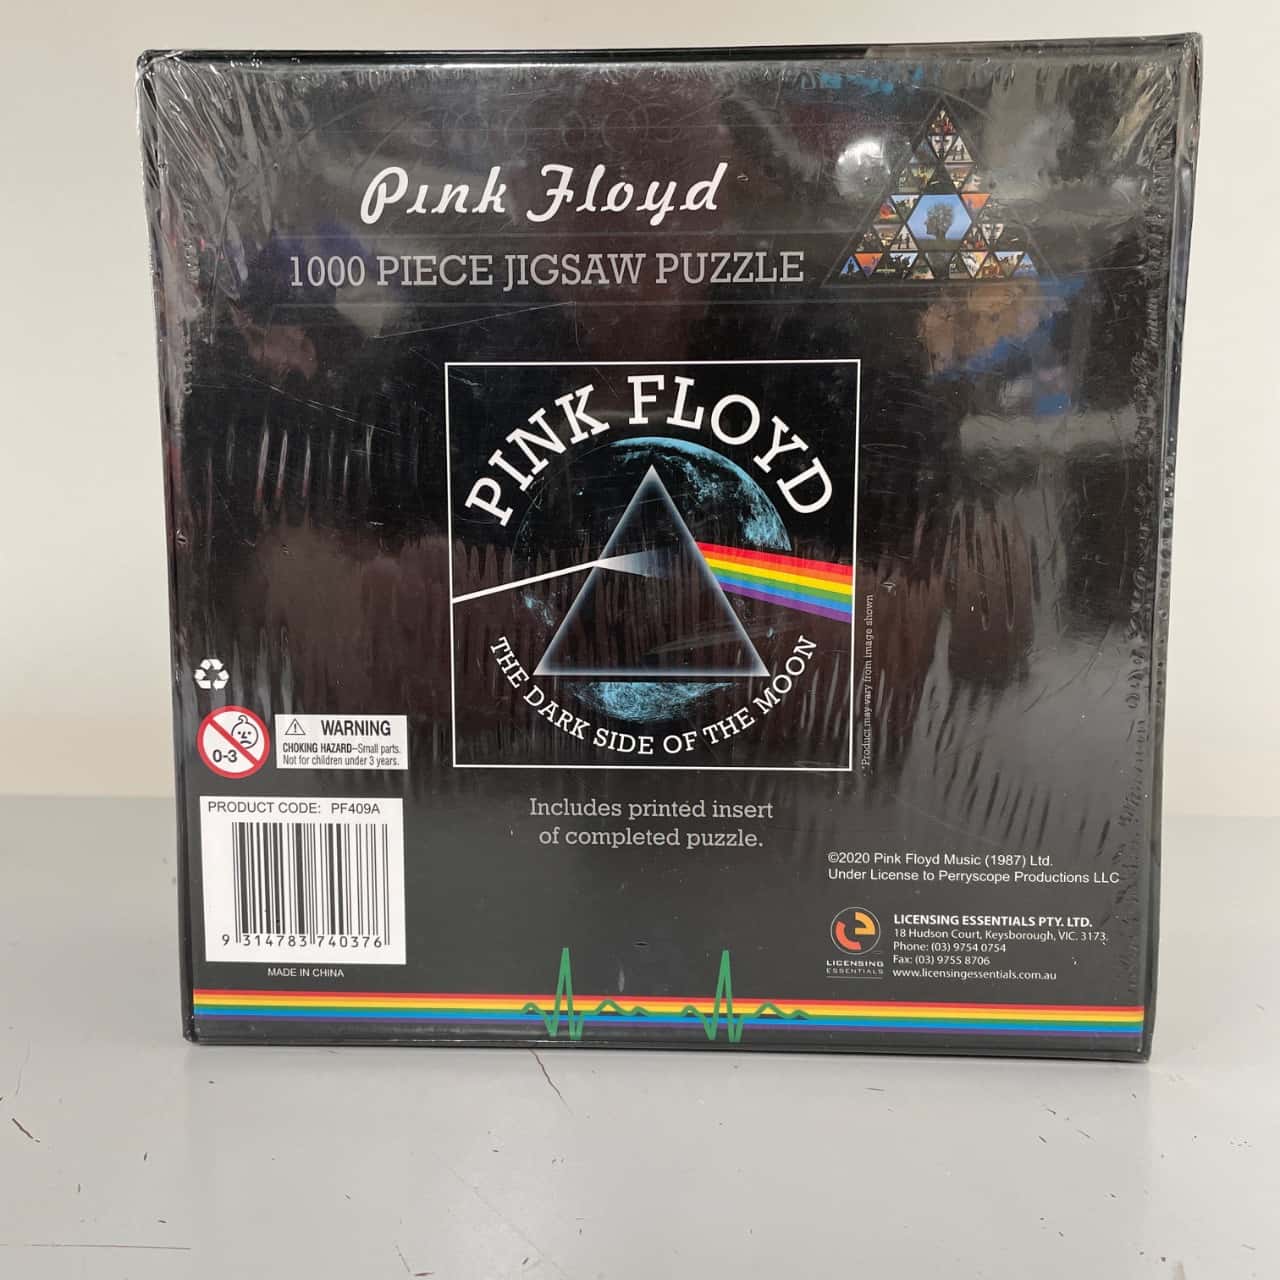 Pink Floyd
1000 PIECE JIGSAW PUZZLE
PINK FLOYD
THE DARK SIDE OF THE MOON
*Product may vary from image shown
0-3
WARNING
CHOKING HAZARD-Small parts.
Not for children under 3 years.
PRODUCT CODE: PF409A
9 314783 740376
MADE IN CHINA
Includes printed insert
of completed puzzle.
©2020 Pink Floyd Music (1987) Ltd.
Under License to Perryscope Productions LLC
LICENSING
ESSENTIALS
LICENSING ESSENTIALS PTY. LTD.
18 Hudson Court, Keysborough, VIC. 3173.
Phone: (03) 9754 0754
Fax: (03) 9755 8706
www.licensingessentials.com.au